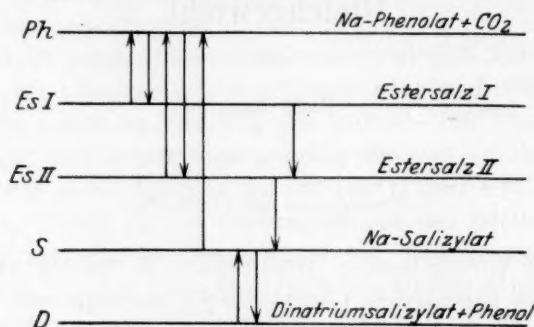 Ph Na-Phenolat+CO₂
Es I Estersalz I
Es II Estersalz II
S Na-Salizylat
D Dinatriumsalizylat+Phenol